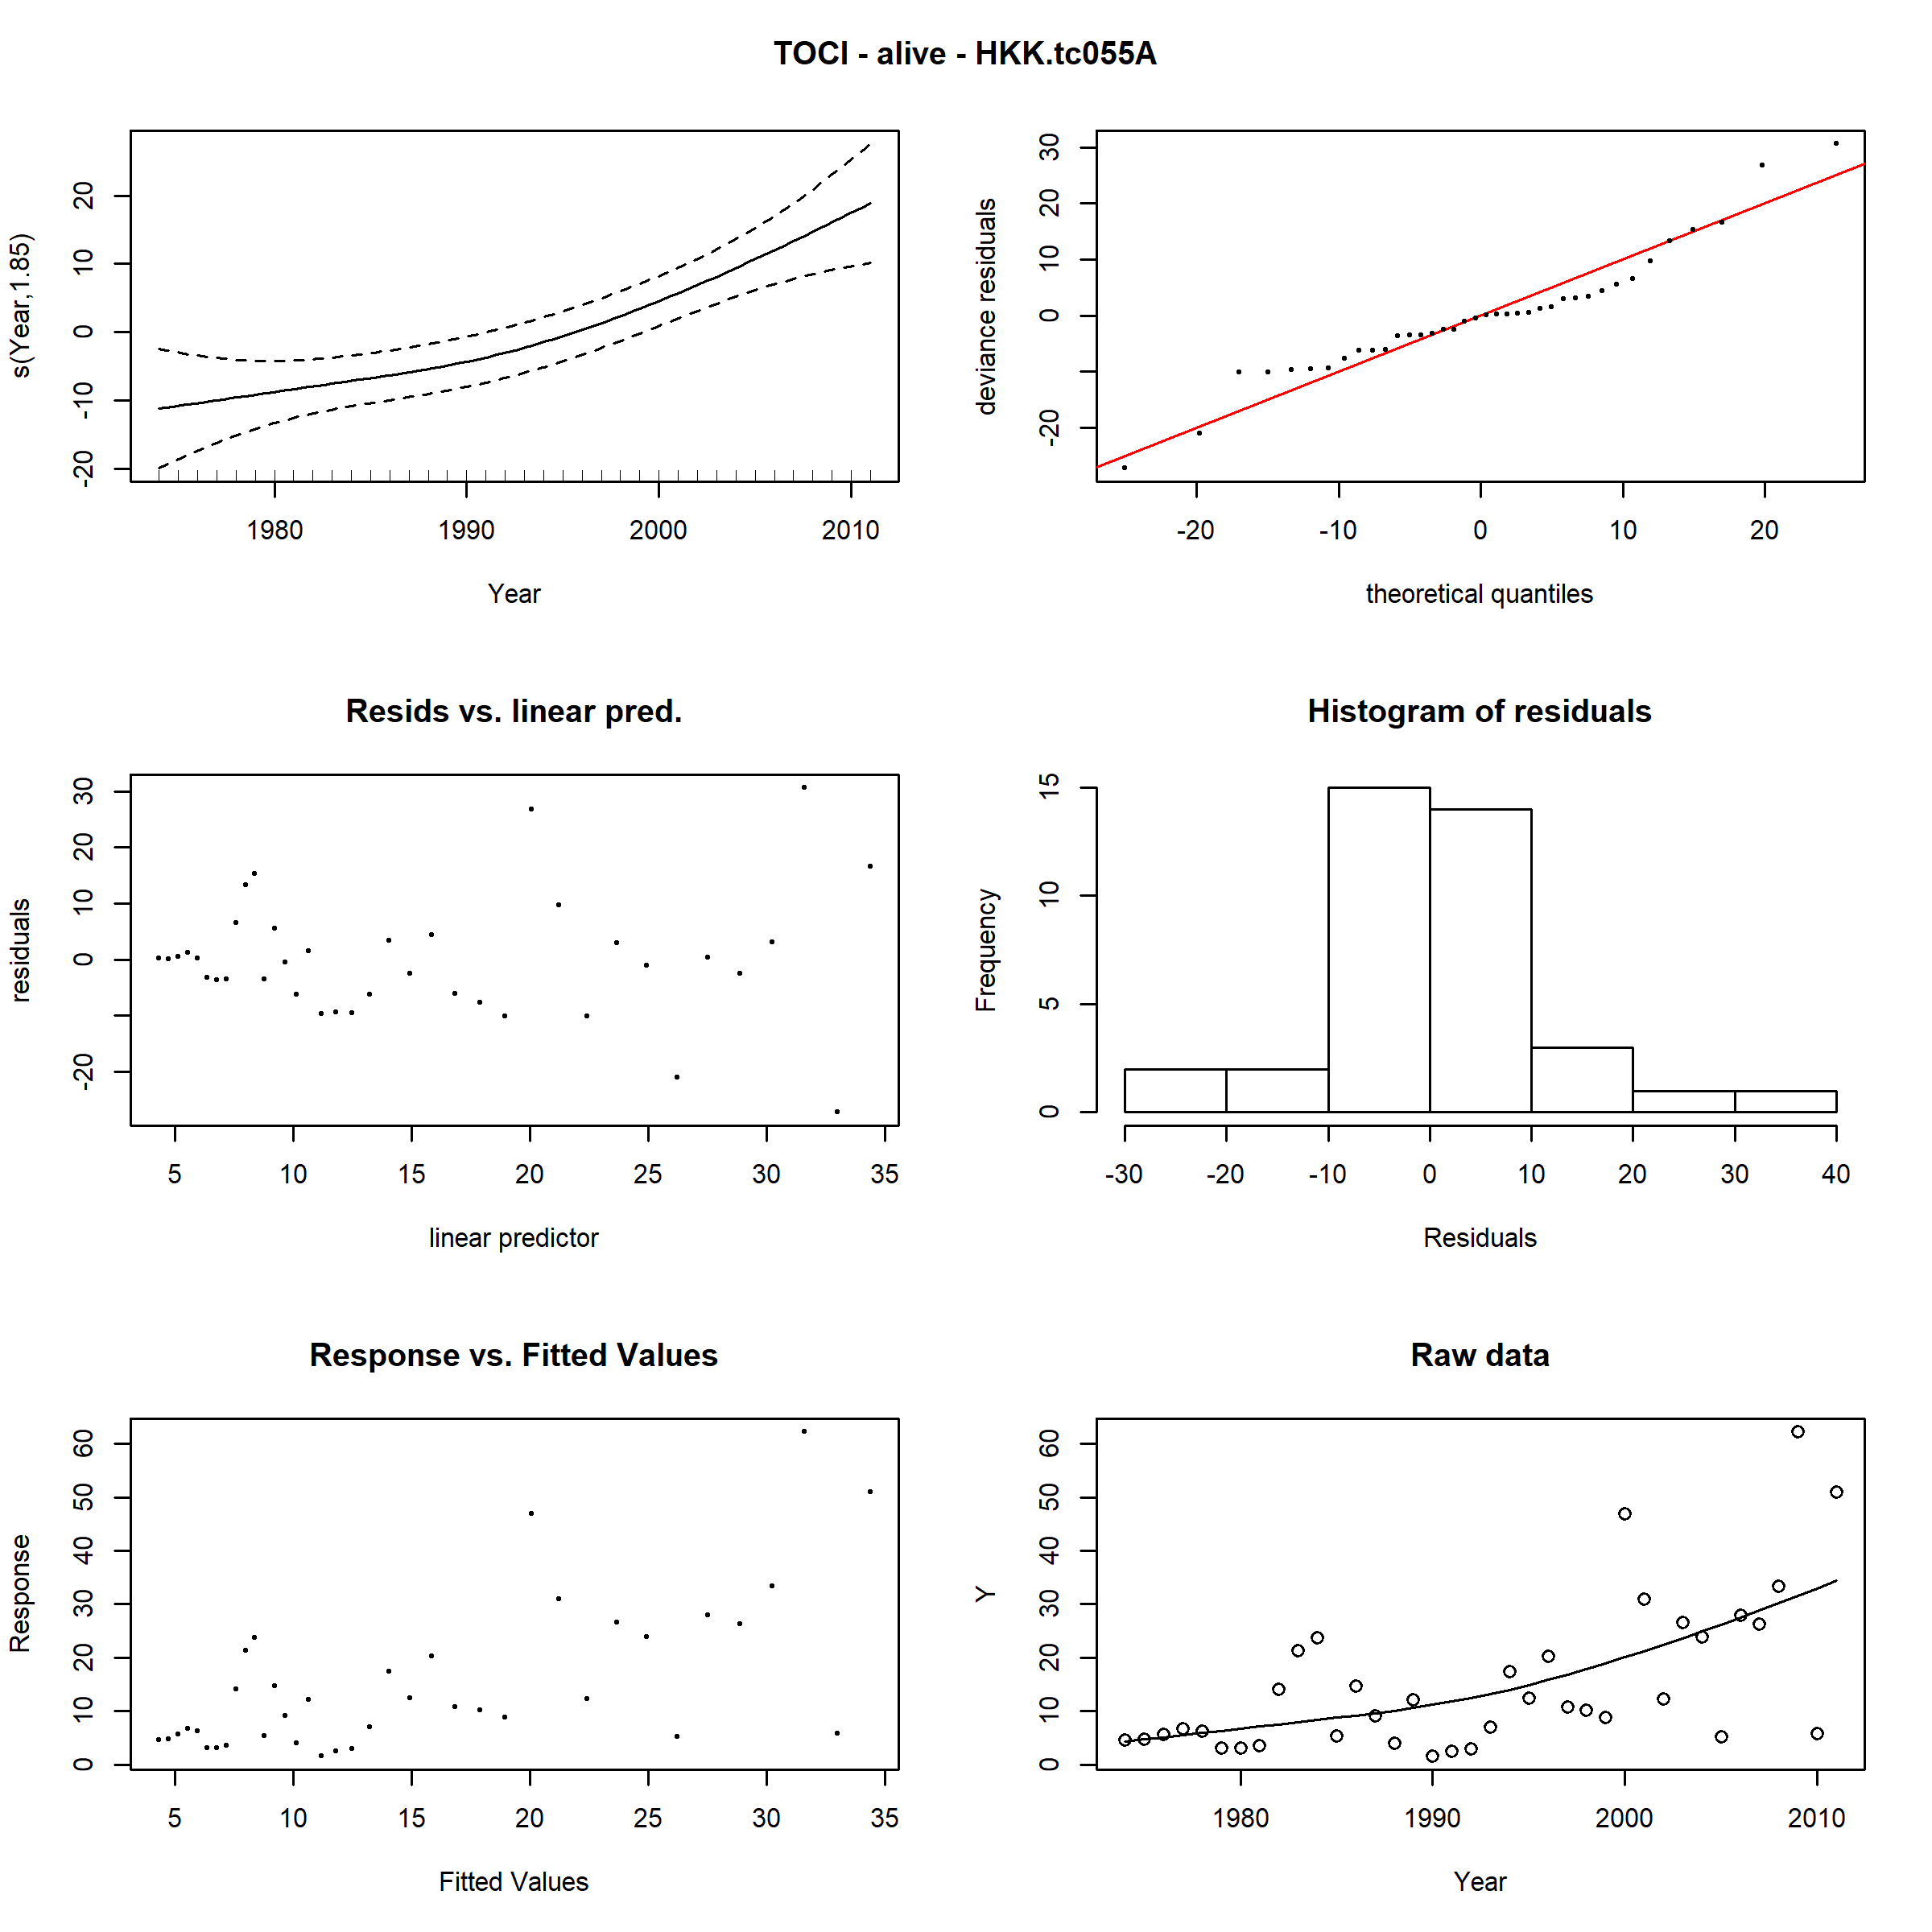 TOCI - alive - HKK.tc055A
s(Year,1.85)
20
10
0
-10
-20
1980 1990 2000 2010
Year
deviance residuals
30
20
10
0
-20
-20 -10 0 10 20
theoretical quantiles
Resids vs. linear pred.
residuals
30
20
10
0
-20
5 10 15 20 25 30 35
linear predictor
Histogram of residuals
Frequency
15
10
5
0
-30 -20 -10 0 10 20 30 40
Residuals
Response vs. Fitted Values
Response
60
50
40
30
20
10
0
5 10 15 20 25 30 35
Fitted Values
Raw data
Y
60
50
40
30
20
10
0
1980 1990 2000 2010
Year